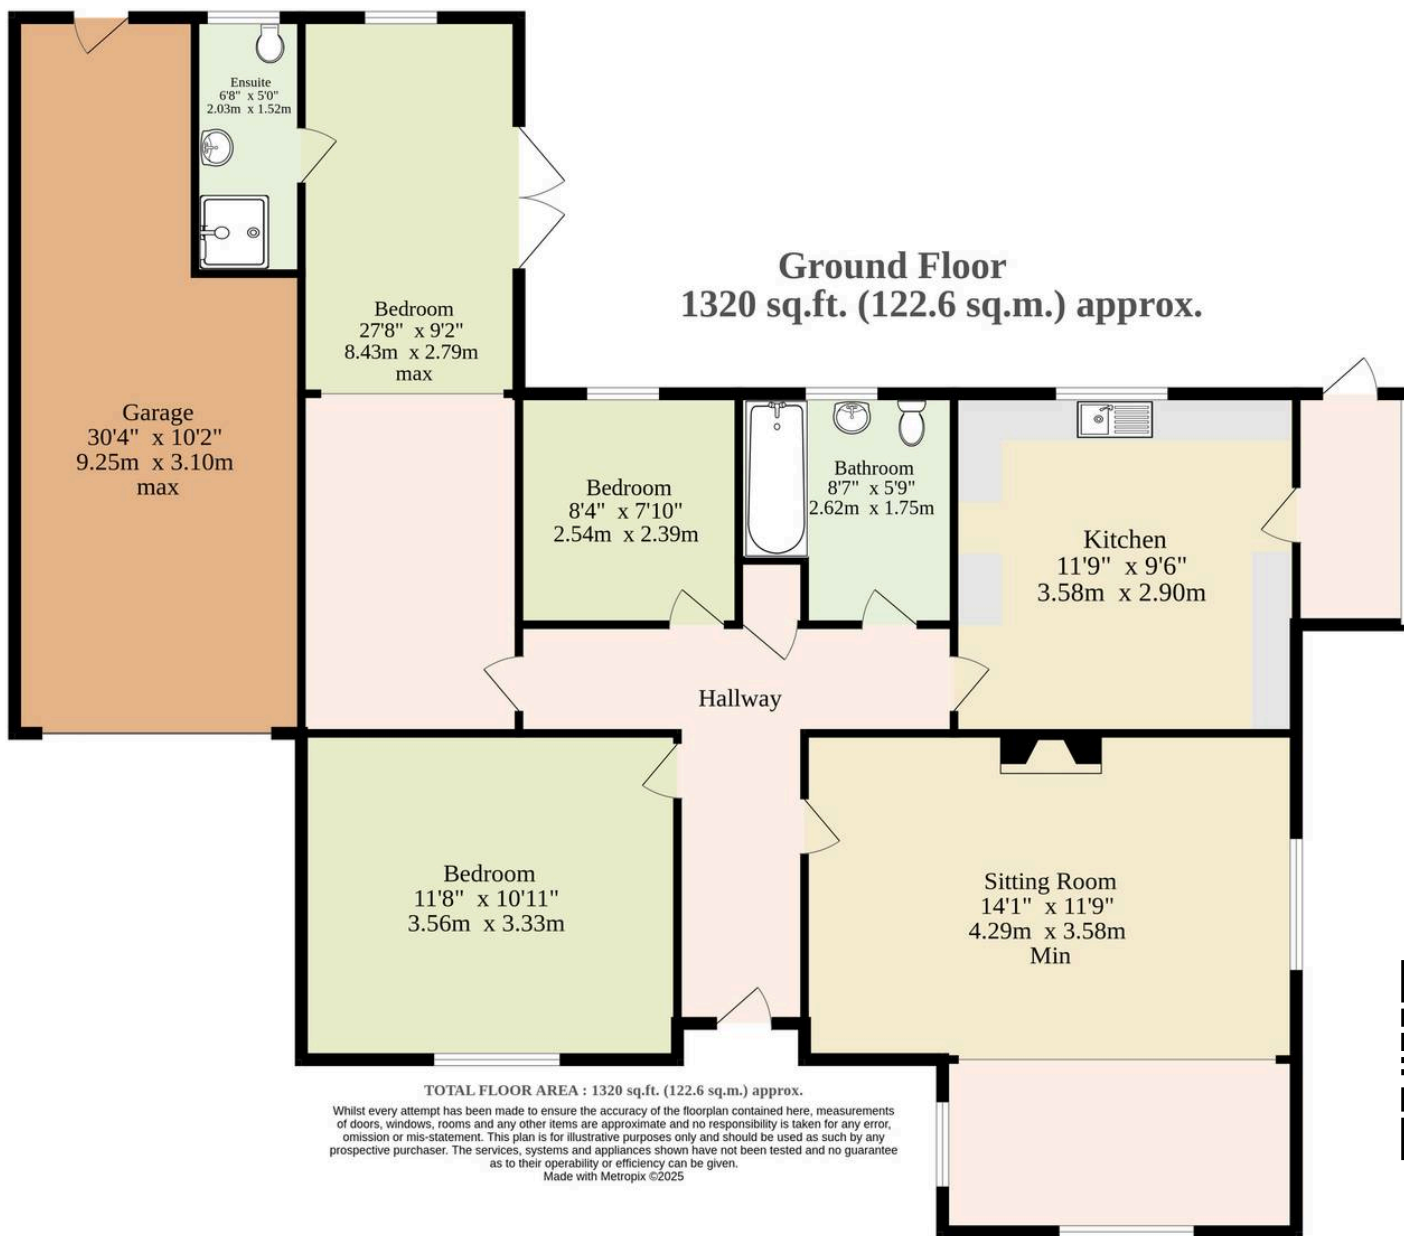 Ensuite
6'8" x 5'0"
2.03m x 1.52m
Bedroom
27'8" x 9'2"
8.43m x 2.79m
max
Ground Floor
1320 sq.ft. (122.6 sq.m.) approx.
Garage
30'4" x 10'2"
9.25m x 3.10m
max
Bedroom
8'4" x 7'10"
2.54m x 2.39m
Bathroom
8'7" x 5'9"
2.62m x 1.75m
Kitchen
11'9" x 9'6"
3.58m x 2.90m
Hallway
Bedroom
11'8" x 10'11"
3.56m x 3.33m
Sitting Room
14'1" x 11'9"
4.29m x 3.58m
Min
TOTAL FLOOR AREA : 1320 sq.ft. (122.6 sq.m.) approx.
Whilst every attempt has been made to ensure the accuracy of the floorplan contained here, measurements
of doors, windows, rooms and any other items are approximate and no responsibility is taken for any error,
omission or mis-statement. This plan is for illustrative purposes only and should be used as such by any
prospective purchaser. The services, systems and appliances shown have not been tested and no guarantee
as to their operability or efficiency can be given.
Made with Metropix ©2025